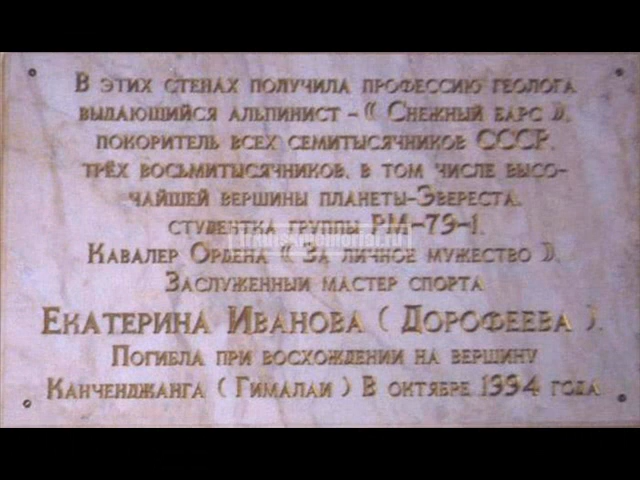 В этих стенах получила профессию геолога
выдающийся альпинист – « Снежный барс »,
покоритель всех семитысячников СССР,
трёх восьмитысячников, в том числе высо-
чайшей вершины планеты-Эвереста,
студентка группы РМ-79-1.
Кавалер Ордена « За личное мужество ».
Заслуженный мастер спорта
Екатерина Иванова ( Дорофеева ).
Погибла при восхождении на вершину
Канченджанга ( Гималаи ) В октябре 1994 года